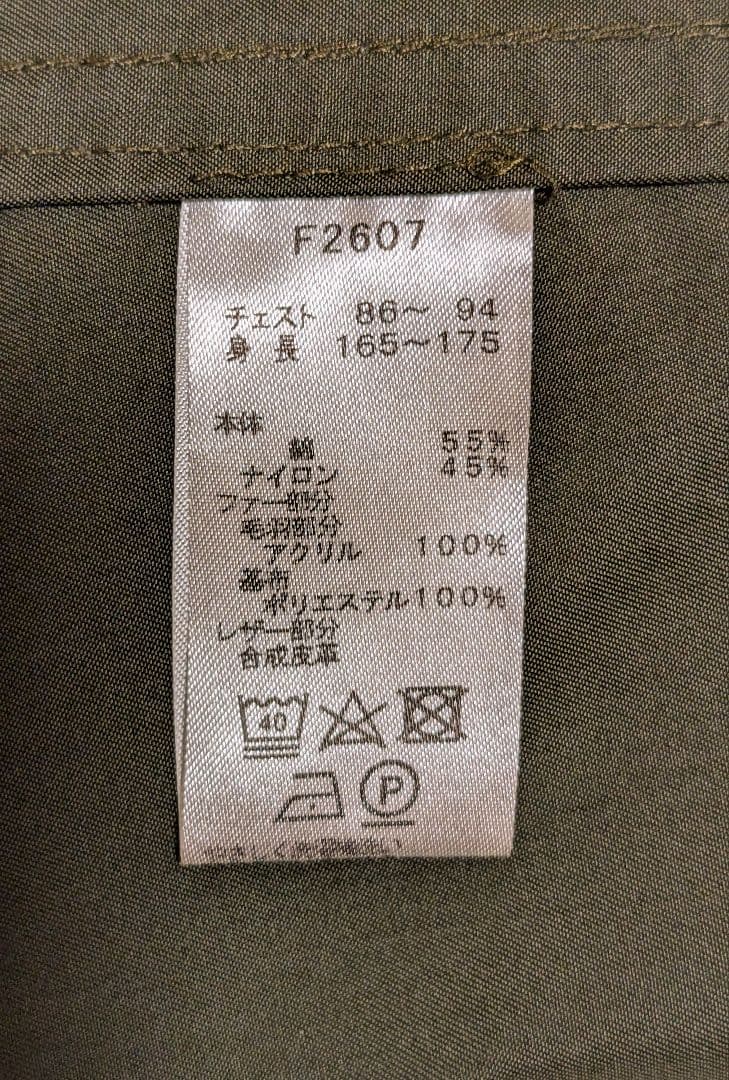 F2607
チェスト 86〜 94
身 長 165〜175
本体
綿 55%
ナイロン 45%
ファー部分
毛羽部分
アクリル 100%
基布
ポリエステル100%
レザー部分
合成皮革
40
P